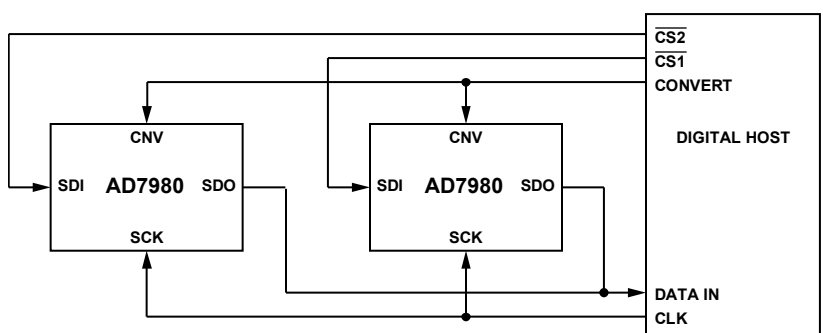 CS2
CS1
CONVERT
CNV
CNV
DIGITAL HOST
SDI AD7980 SDO
SDI AD7980 SDO
SCK
SCK
DATA IN
CLK